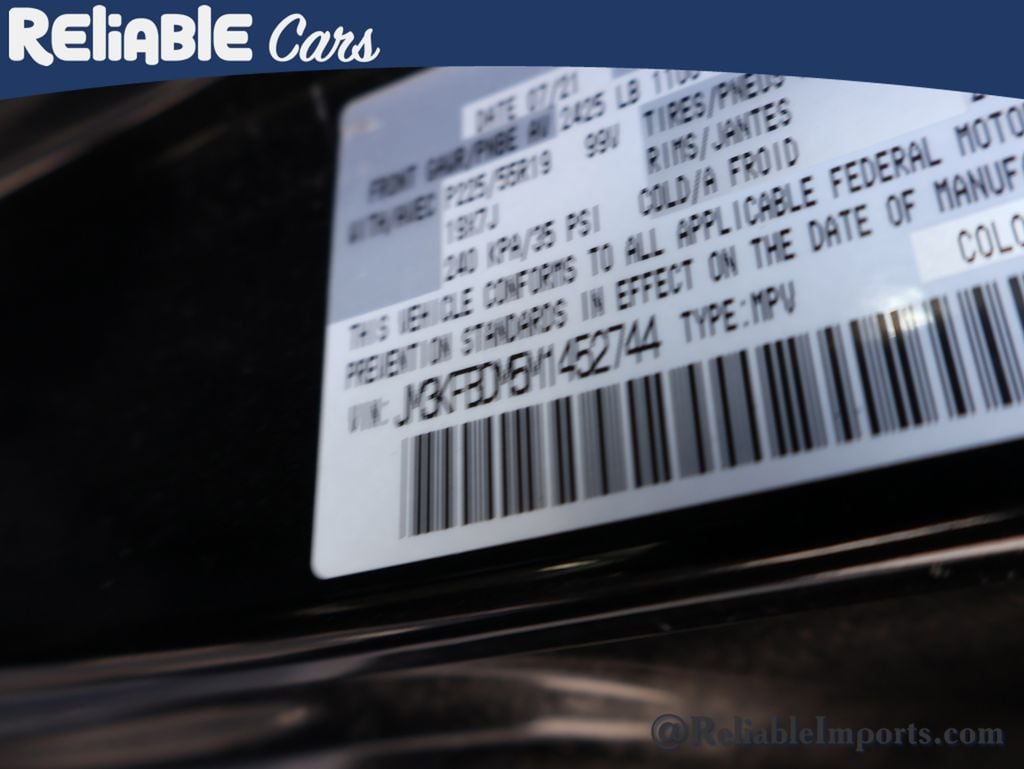 Reliable Cars
DATE 07/21
FRONT GAWR/PNBE AV 2425 LB
WITH/AVEC P225/55R19 99V TIRES/PNEUS
19X7J RIMS/JANTES
240 KPA/35 PSI COLD/A FROID
THIS VEHICLE CONFORMS TO ALL APPLICABLE FEDERAL MOTO
PREVENTION STANDARDS IN EFFECT ON THE DATE OF MANUF
VIN: JM3KFBDM5M1452744 TYPE:MPV
COLO
@ReliableImports.com